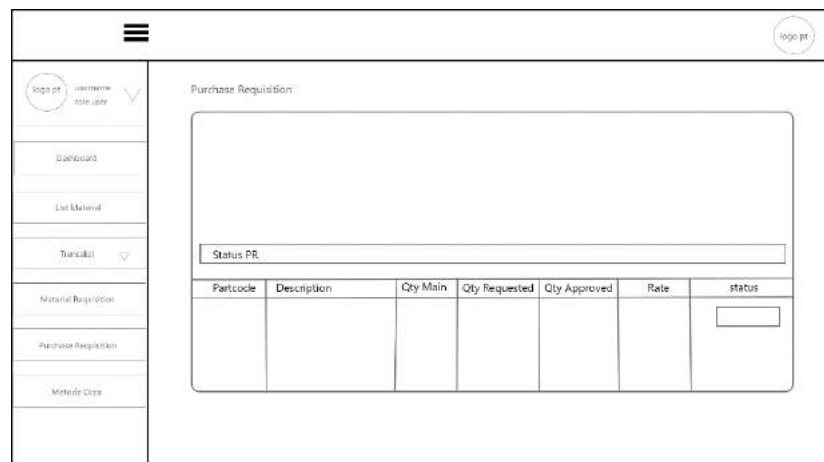 logo pt
logo pt
username
role user
Purchase Requisition
Dashboard
List Material
Transaksi
Status PR
Partcode Description Qty Main Qty Requested Qty Approved Rate status
Material Requisition
Purchase Requisition
Metode